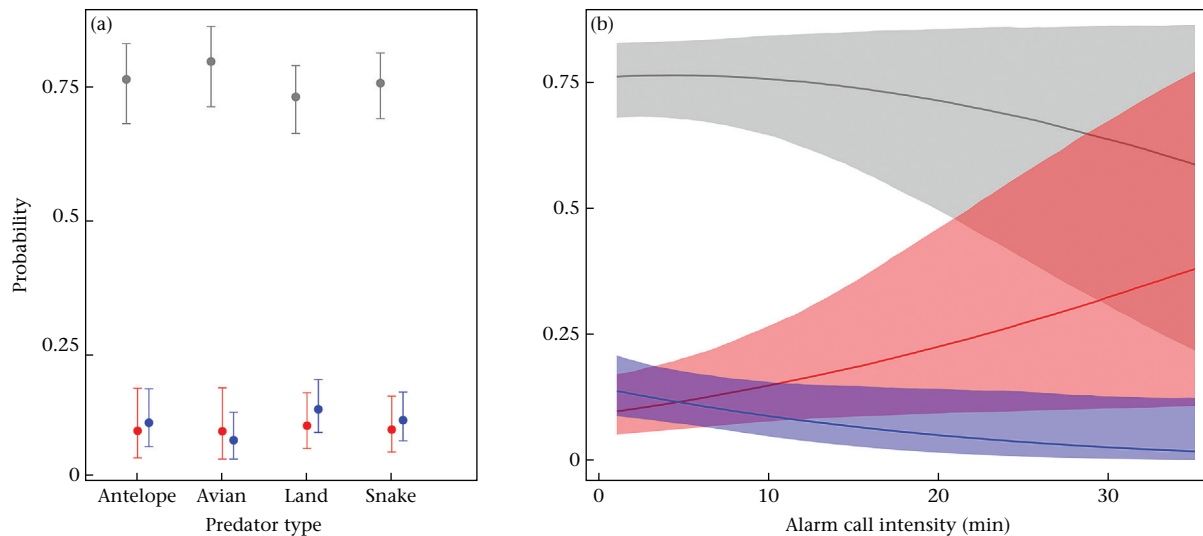 (a)
Probability
0.75
0.5
0.25
0
Antelope Avian Land Snake
Predator type
(b)
0.75
0.5
0.25
0
0 10 20 30
Alarm call intensity (min)